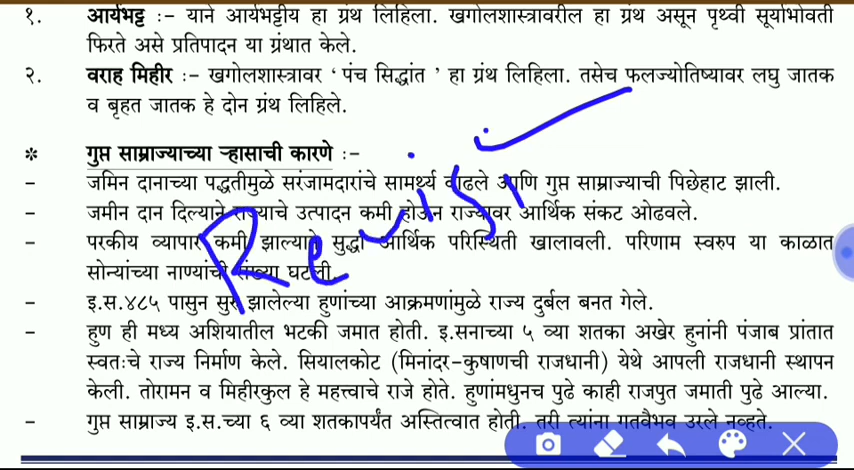 १. आर्यभट्ट :- याने आर्यभट्टीय हा ग्रंथ लिहिला. खगोलशास्त्रावरील हा ग्रंथ असून पृथ्वी सूर्याभोवती
फिरते असे प्रतिपादन या ग्रंथात केले.
२. वराह मिहीर :- खगोलशास्त्रावर ' पंच सिद्धांत ' हा ग्रंथ लिहिला. तसेच फलज्योतिष्यावर लघु जातक
व बृहत जातक हे दोन ग्रंथ लिहिले.
* गुप्त साम्राज्याच्या ऱ्हासाची कारणे :-
- जमिन दानाच्या पद्धतीमुळे सरंजामदारांचे सामर्थ्य वाढले आणि गुप्त साम्राज्याची पिछेहाट झाली.
- जमीन दान दिल्याने राज्याचे उत्पादन कमी होऊन राज्यावर आर्थिक संकट ओढवले.
- परकीय व्यापार कमी झाल्याने सुद्धा आर्थिक परिस्थिती खालावली. परिणाम स्वरुप या काळात
सोन्यांच्या नाण्यांची संख्या घटली.
- इ.स.४८५ पासुन सुरु झालेल्या हुणांच्या आक्रमणांमुळे राज्य दुर्बल बनत गेले.
- हुण ही मध्य अशियातील भटकी जमात होती. इ.सनाच्या ५ व्या शतका अखेर हुनांनी पंजाब प्रांतात
स्वतःचे राज्य निर्माण केले. सियालकोट (मिनांदर-कुषाणची राजधानी) येथे आपली राजधानी स्थापन
केली. तोरामन व मिहीरकुल हे महत्त्वाचे राजे होते. हुणांमधुनच पुढे काही राजपुत जमाती पुढे आल्या.
- गुप्त साम्राज्य इ.स.च्या ६ व्या शतकापर्यंत अस्तित्वात होती. तरी त्यांना गतवैभव उरले नव्हते.